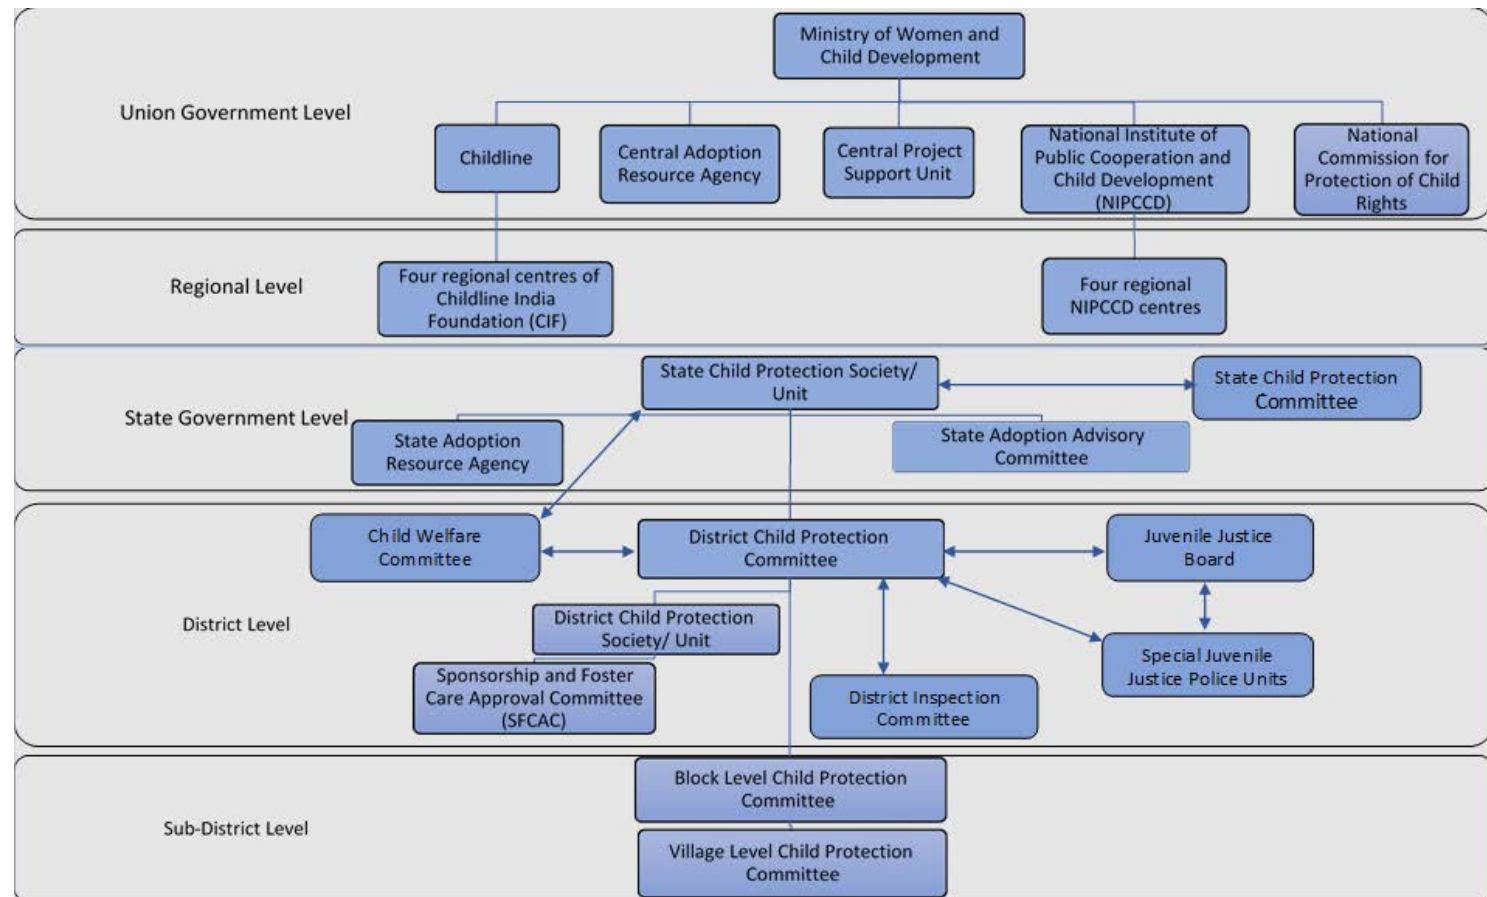 Ministry of Women and
Child Development
Union Government Level
Childline
Central Adoption
Resource Agency
Central Project
Support Unit
National Institute of
Public Cooperation and
Child Development
(NIPCCD)
National
Commission for
Protection of Child
Rights
Regional Level
Four regional centres of
Childline India
Foundation (CIF)
Four regional
NIPCCD centres
State Government Level
State Child Protection Society/
Unit
State Child Protection
Committee
State Adoption
Resource Agency
State Adoption Advisory
Committee
District Level
Child Welfare
Committee
District Child Protection
Committee
Juvenile Justice
Board
District Child Protection
Society/ Unit
Special Juvenile
Justice Police Units
Sponsorship and Foster
Care Approval Committee
(SFCAC)
District Inspection
Committee
Sub-District Level
Block Level Child Protection
Committee
Village Level Child Protection
Committee